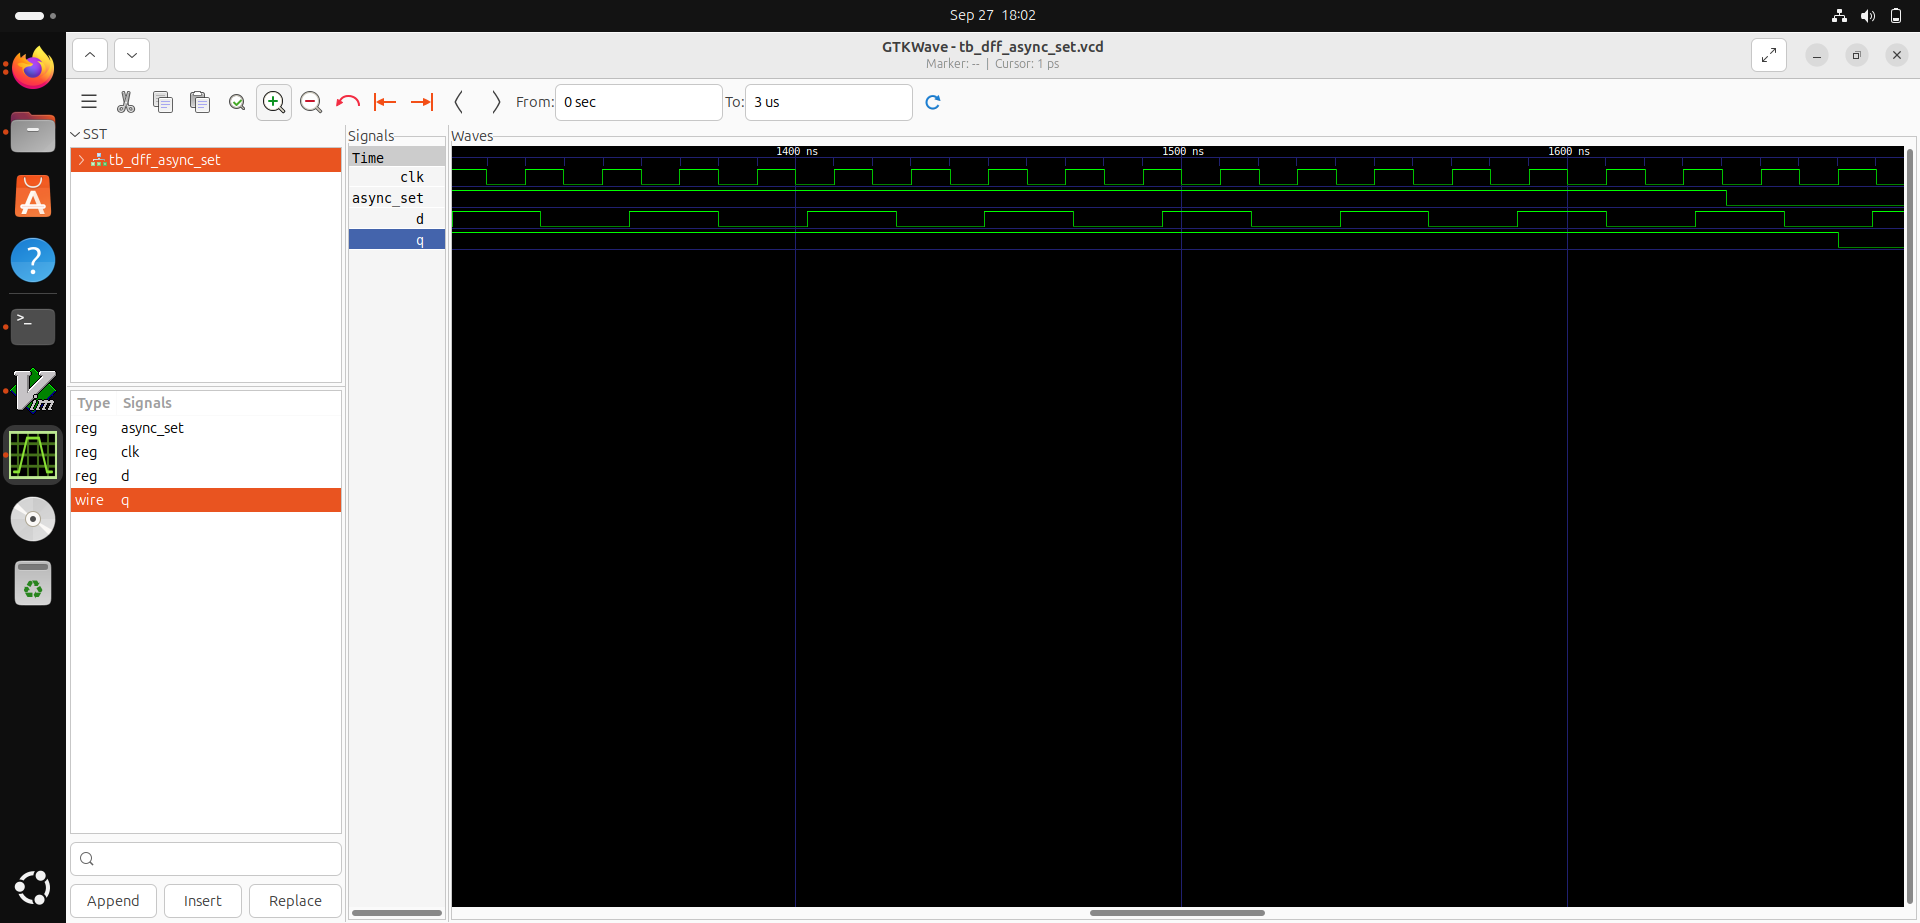 Sep 27 18:02
GTKWave - tb_dff_async_set.vcd
Marker: -- | Cursor: 1 ps
From: 0 sec To: 3 us
SST
tb_dff_async_set
Type Signals
reg async_set
reg clk
reg d
wire q
Append Insert Replace
Signals
Time
clk
async_set
d
q
Waves
1400 ns 1500 ns 1600 ns
>_
Vim
?
A